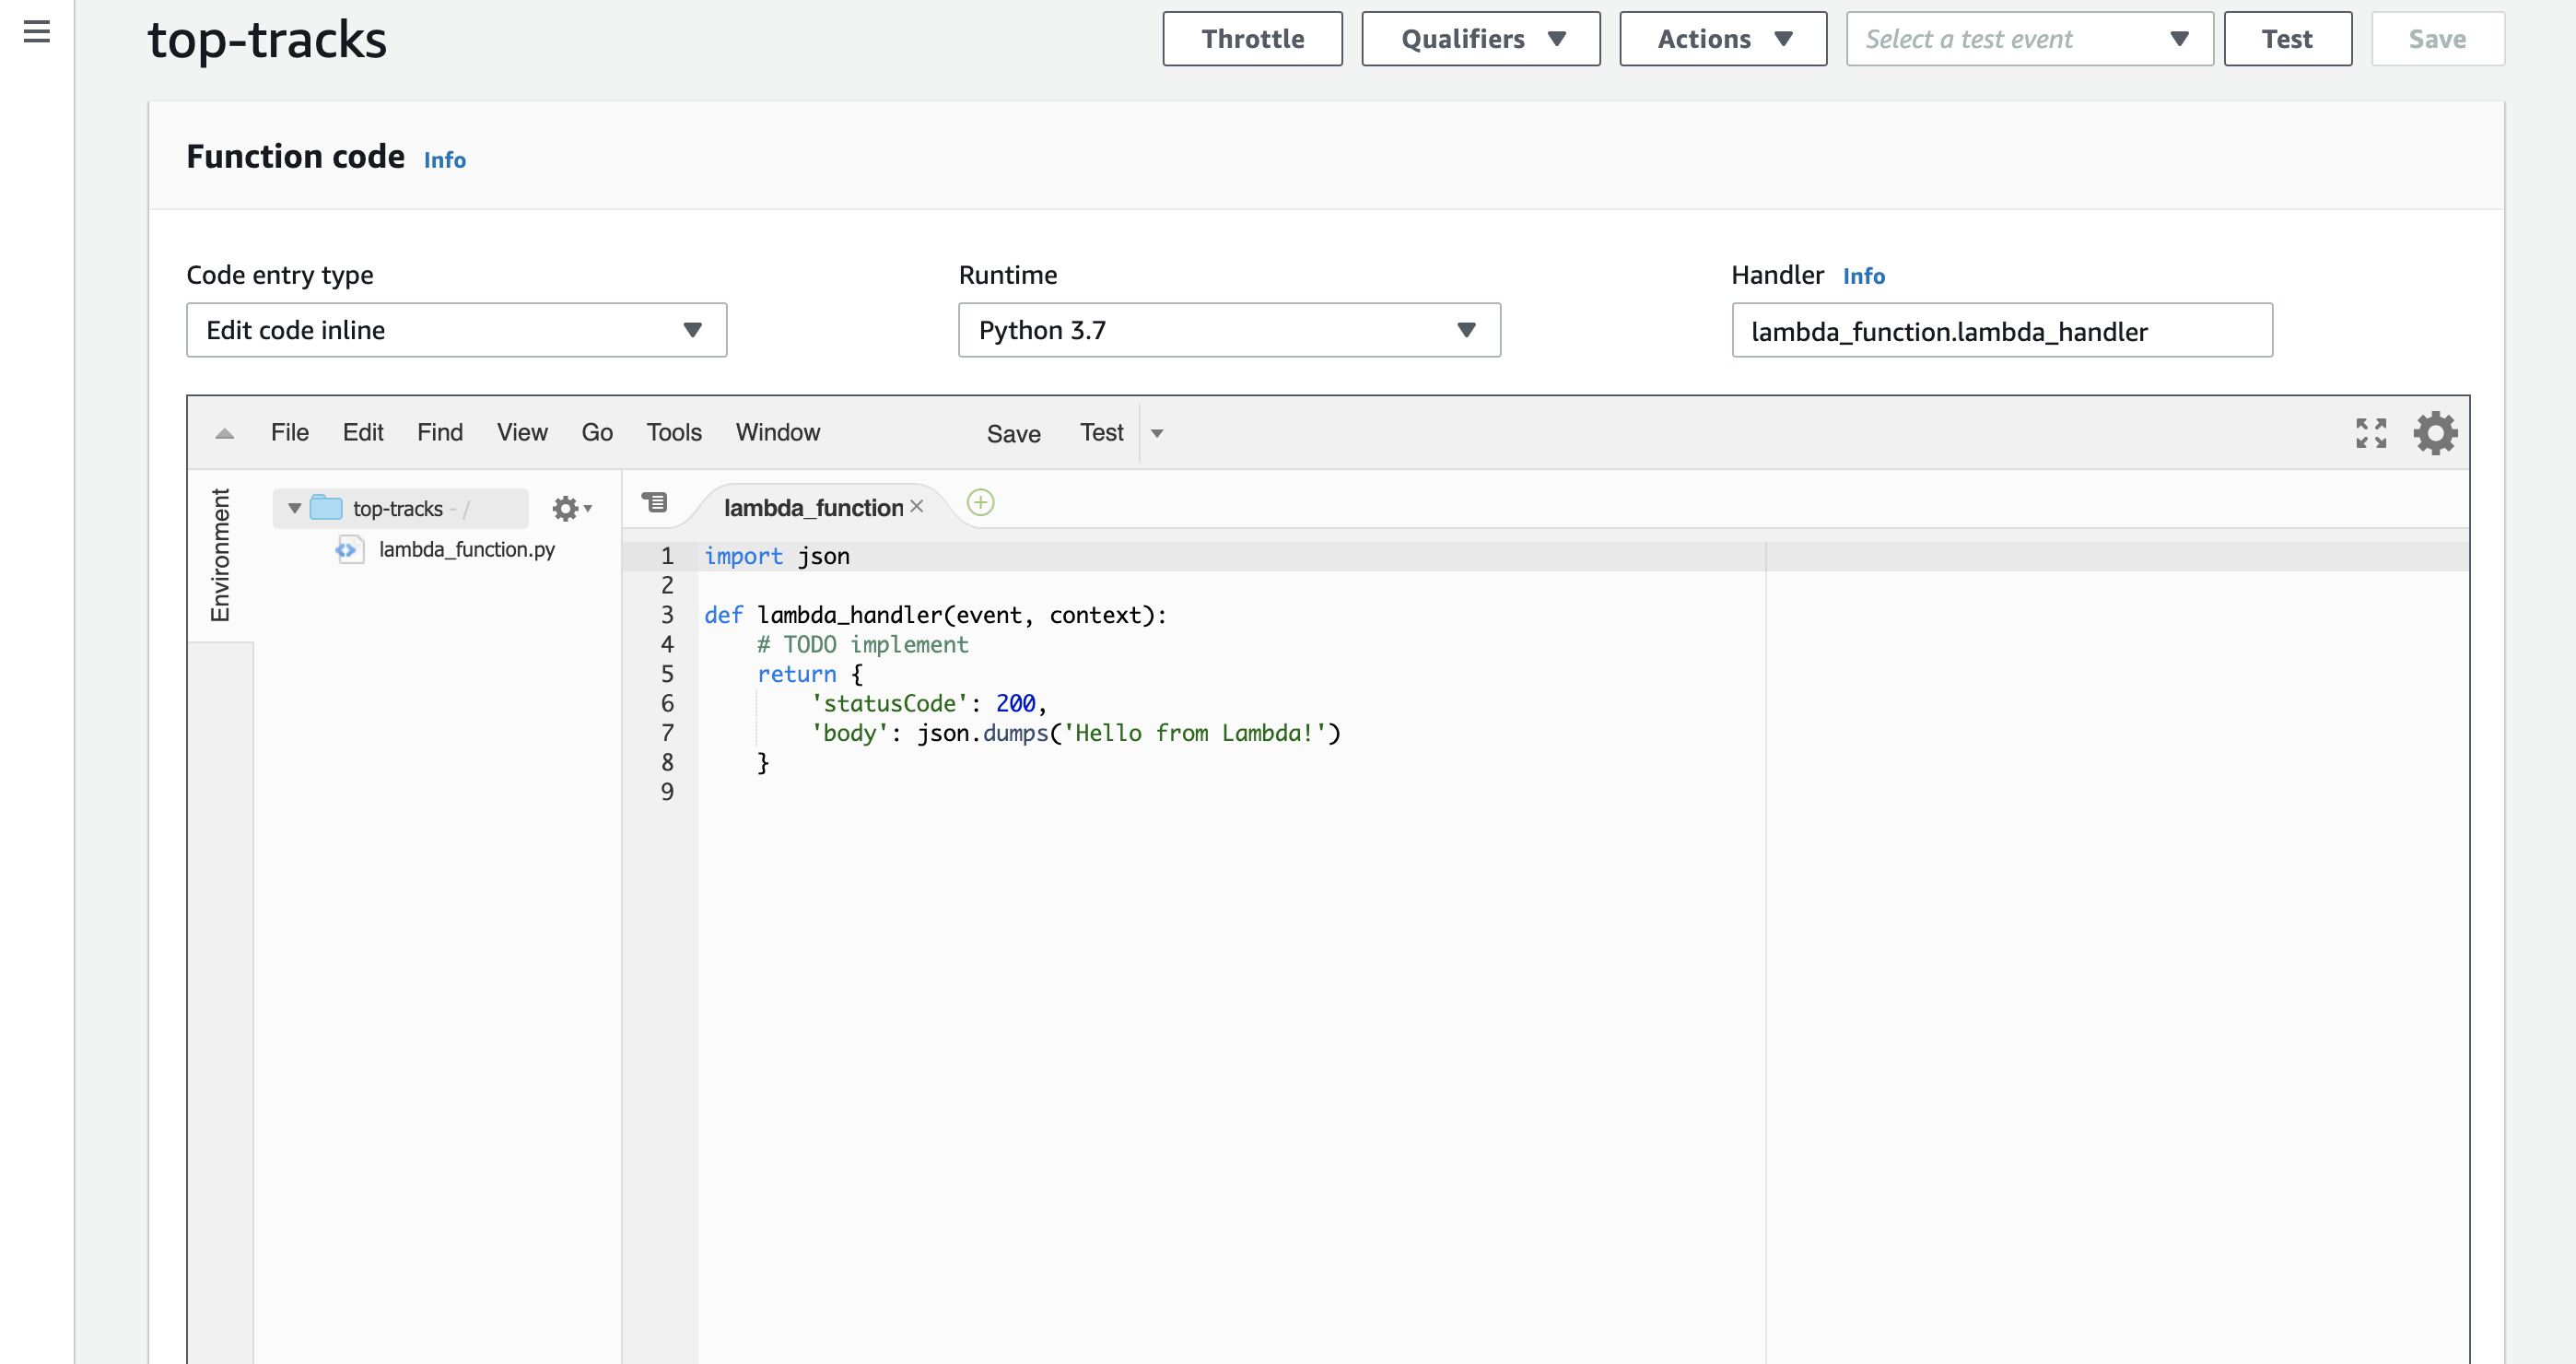 top-tracks
Throttle
Qualifiers
Actions
Select a test event
Test
Save
Function code Info
Code entry type
Runtime
Handler Info
Edit code inline
Python 3.7
lambda_function.lambda_handler
File Edit Find View Go Tools Window Save Test
Environment
top-tracks - /
lambda_function.py
lambda_function ×
1 import json
2
3 def lambda_handler(event, context):
4     # TODO implement
5     return {
6         'statusCode': 200,
7         'body': json.dumps('Hello from Lambda!')
8     }
9